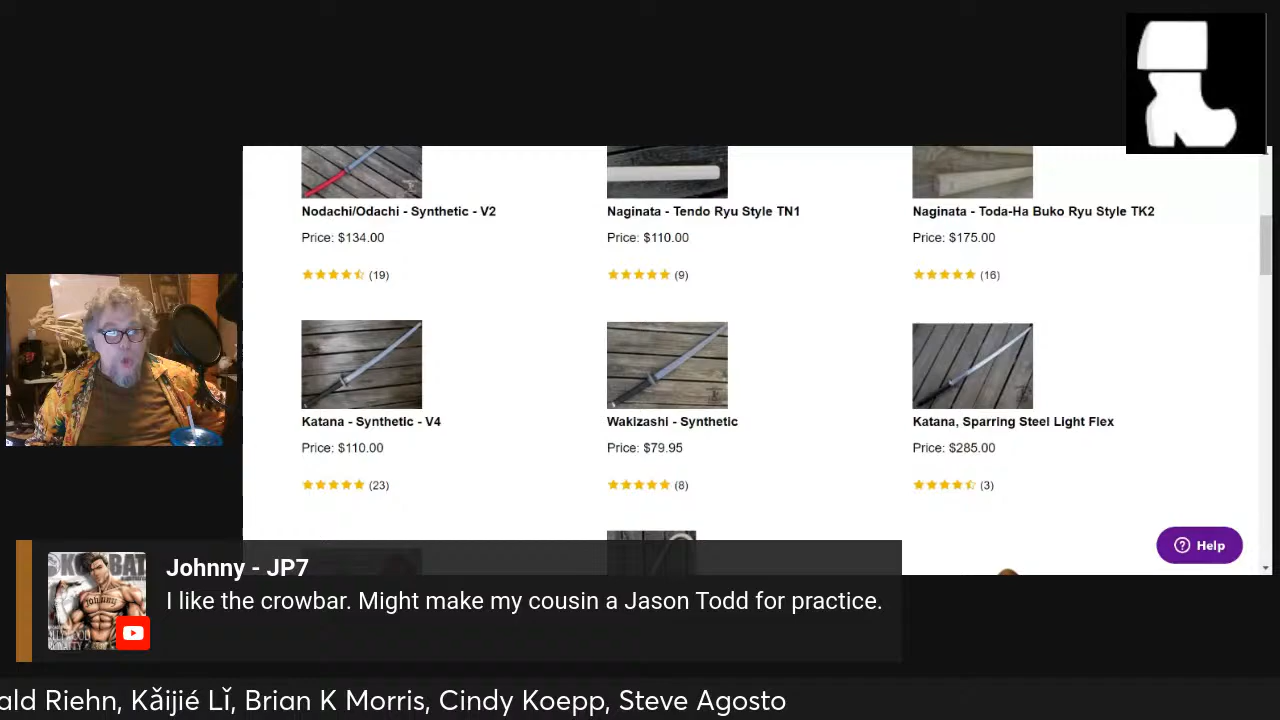 Nodachi/Odachi - Synthetic - V2
Price: $134.00
(19)
Naginata - Tendo Ryu Style TN1
Price: $110.00
(9)
Naginata - Toda-Ha Buko Ryu Style TK2
Price: $175.00
(16)
Katana - Synthetic - V4
Price: $110.00
(23)
Wakizashi - Synthetic
Price: $79.95
(8)
Katana, Sparring Steel Light Flex
Price: $285.00
(3)
Help
KOMBAT
Johnny
Johnny - JP7
I like the crowbar. Might make my cousin a Jason Todd for practice.
ald Riehn, Kǎijié Lǐ, Brian K Morris, Cindy Koepp, Steve Agosto